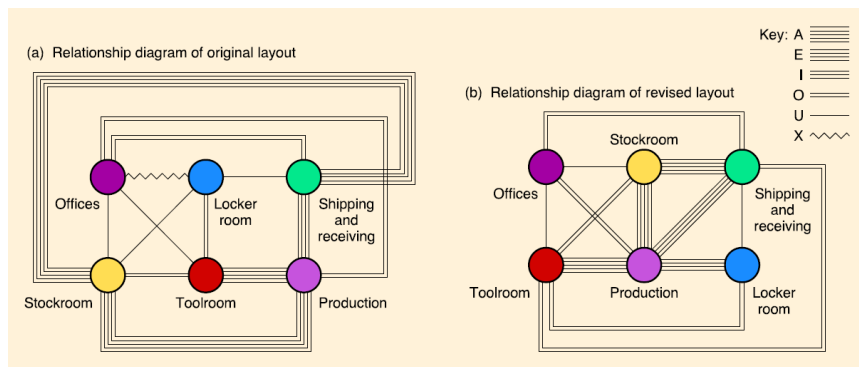 Key: A
E
I
O
U
X
(a) Relationship diagram of original layout
Offices
Locker
room
Shipping
and
receiving
Stockroom
Toolroom
Production
(b) Relationship diagram of revised layout
Stockroom
Offices
Shipping
and
receiving
Toolroom
Production
Locker
room